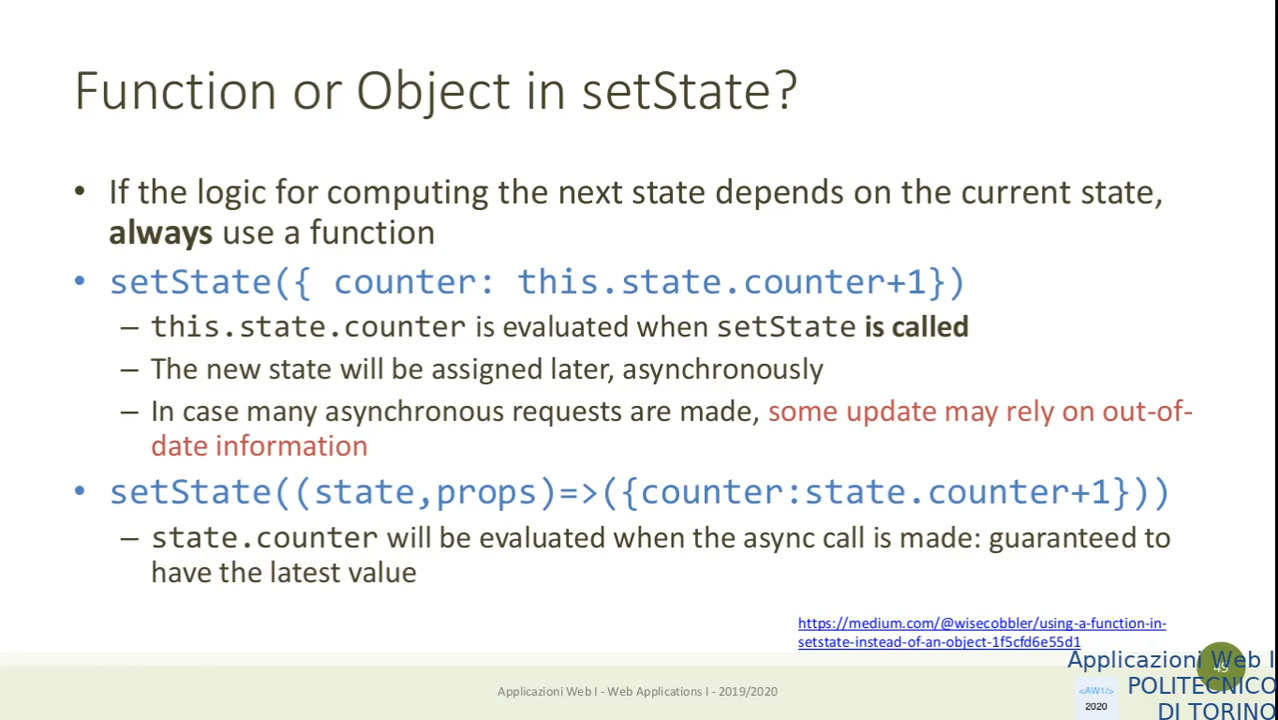 Function or Object in setState?
• If the logic for computing the next state depends on the current state,
always use a function
• setState({ counter: this.state.counter+1})
– this.state.counter is evaluated when setState is called
– The new state will be assigned later, asynchronously
– In case many asynchronous requests are made, some update may rely on out-of-
date information
• setState((state,props)=>({counter:state.counter+1}))
– state.counter will be evaluated when the async call is made: guaranteed to
have the latest value
https://medium.com/@wisecobbler/using-a-function-in-
setstate-instead-of-an-object-1f5cfd6e55d1
Applicazioni Web I - Web Applications I - 2019/2020
Applicazioni Web I
POLITECNICO
DI TORINO
<AW1/>
2020